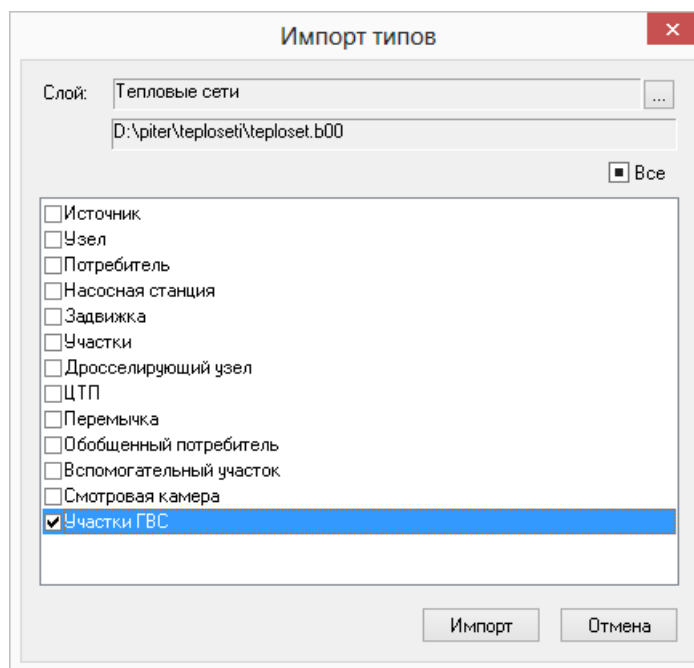 Импорт типов
Слой: Тепловые сети ...
D:\piter\teploseti\teploset.b00
Все
Источник
Узел
Потребитель
Насосная станция
Задвижка
Участки
Дросселирующий узел
ЦТП
Перемычка
Обобщенный потребитель
Вспомогательный участок
Смотровая камера
Участки ГВС
Импорт Отмена